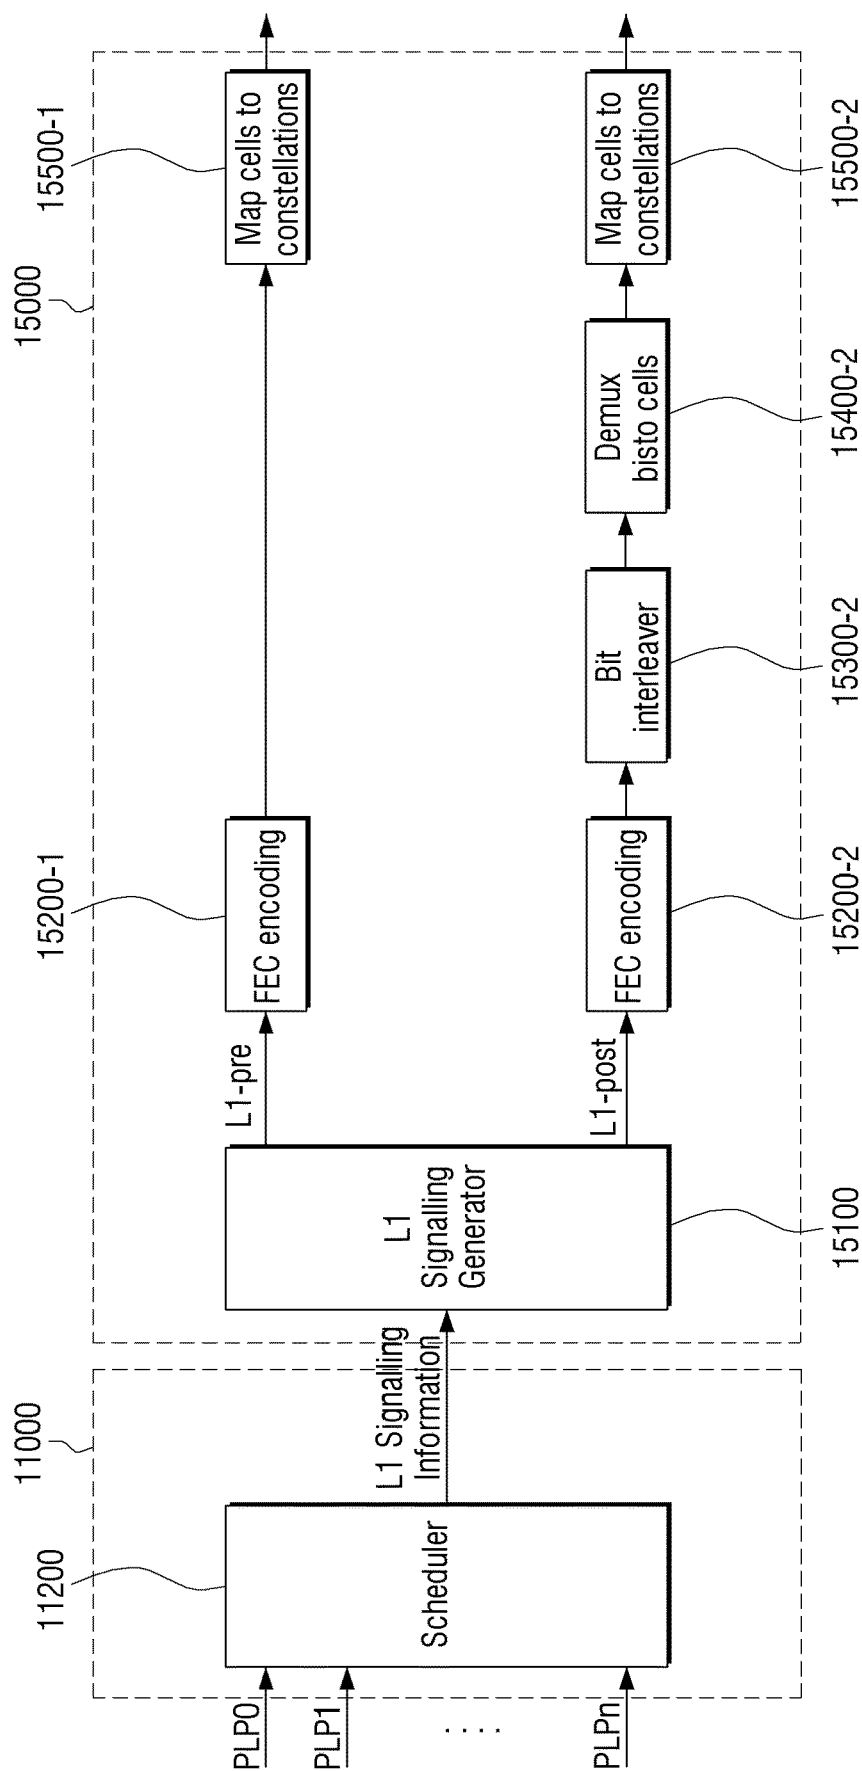 11000
15000
11200
15200-1
15500-1
PLP0
PLP1
. . . .
PLPn
Scheduler
L1 Signalling
Information
L1
Signalling
Generator
L1-pre
FEC encoding
Map cells to
constellations
L1-post
FEC encoding
Bit
interleaver
Demux
bisto cells
Map cells to
constellations
15100
15200-2
15300-2
15400-2
15500-2